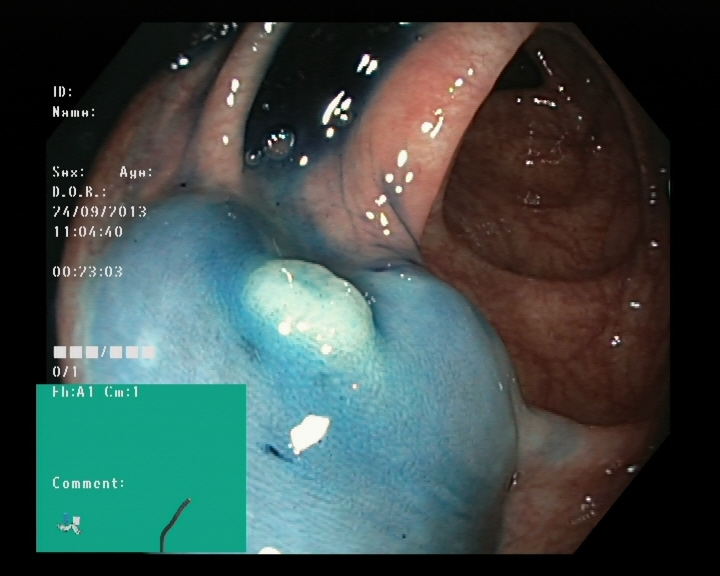 ID:
Name:
Sex: Age:
D.O.B.:
24/09/2013
11:04:40
00:23:03
■■■/■■■
0/1
Eh:A1 Cm:1
Comment: